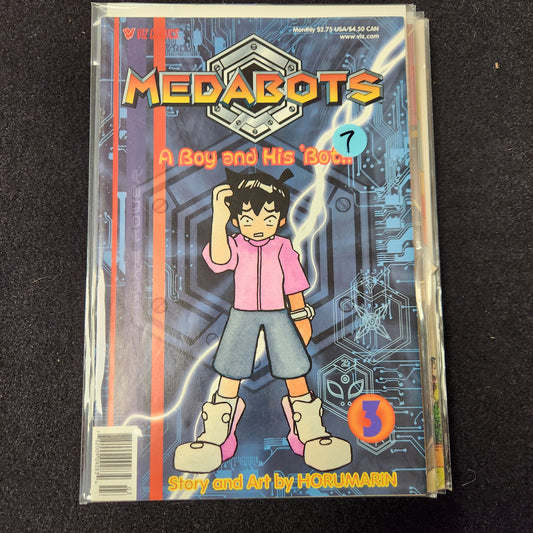 VIZ COMICS
Monthly $2.75 USA/$4.50 CAN
www.viz.com
MEDABOTS
A Boy and His 'Bot!!
7
3
Story and Art by HORUMARIN